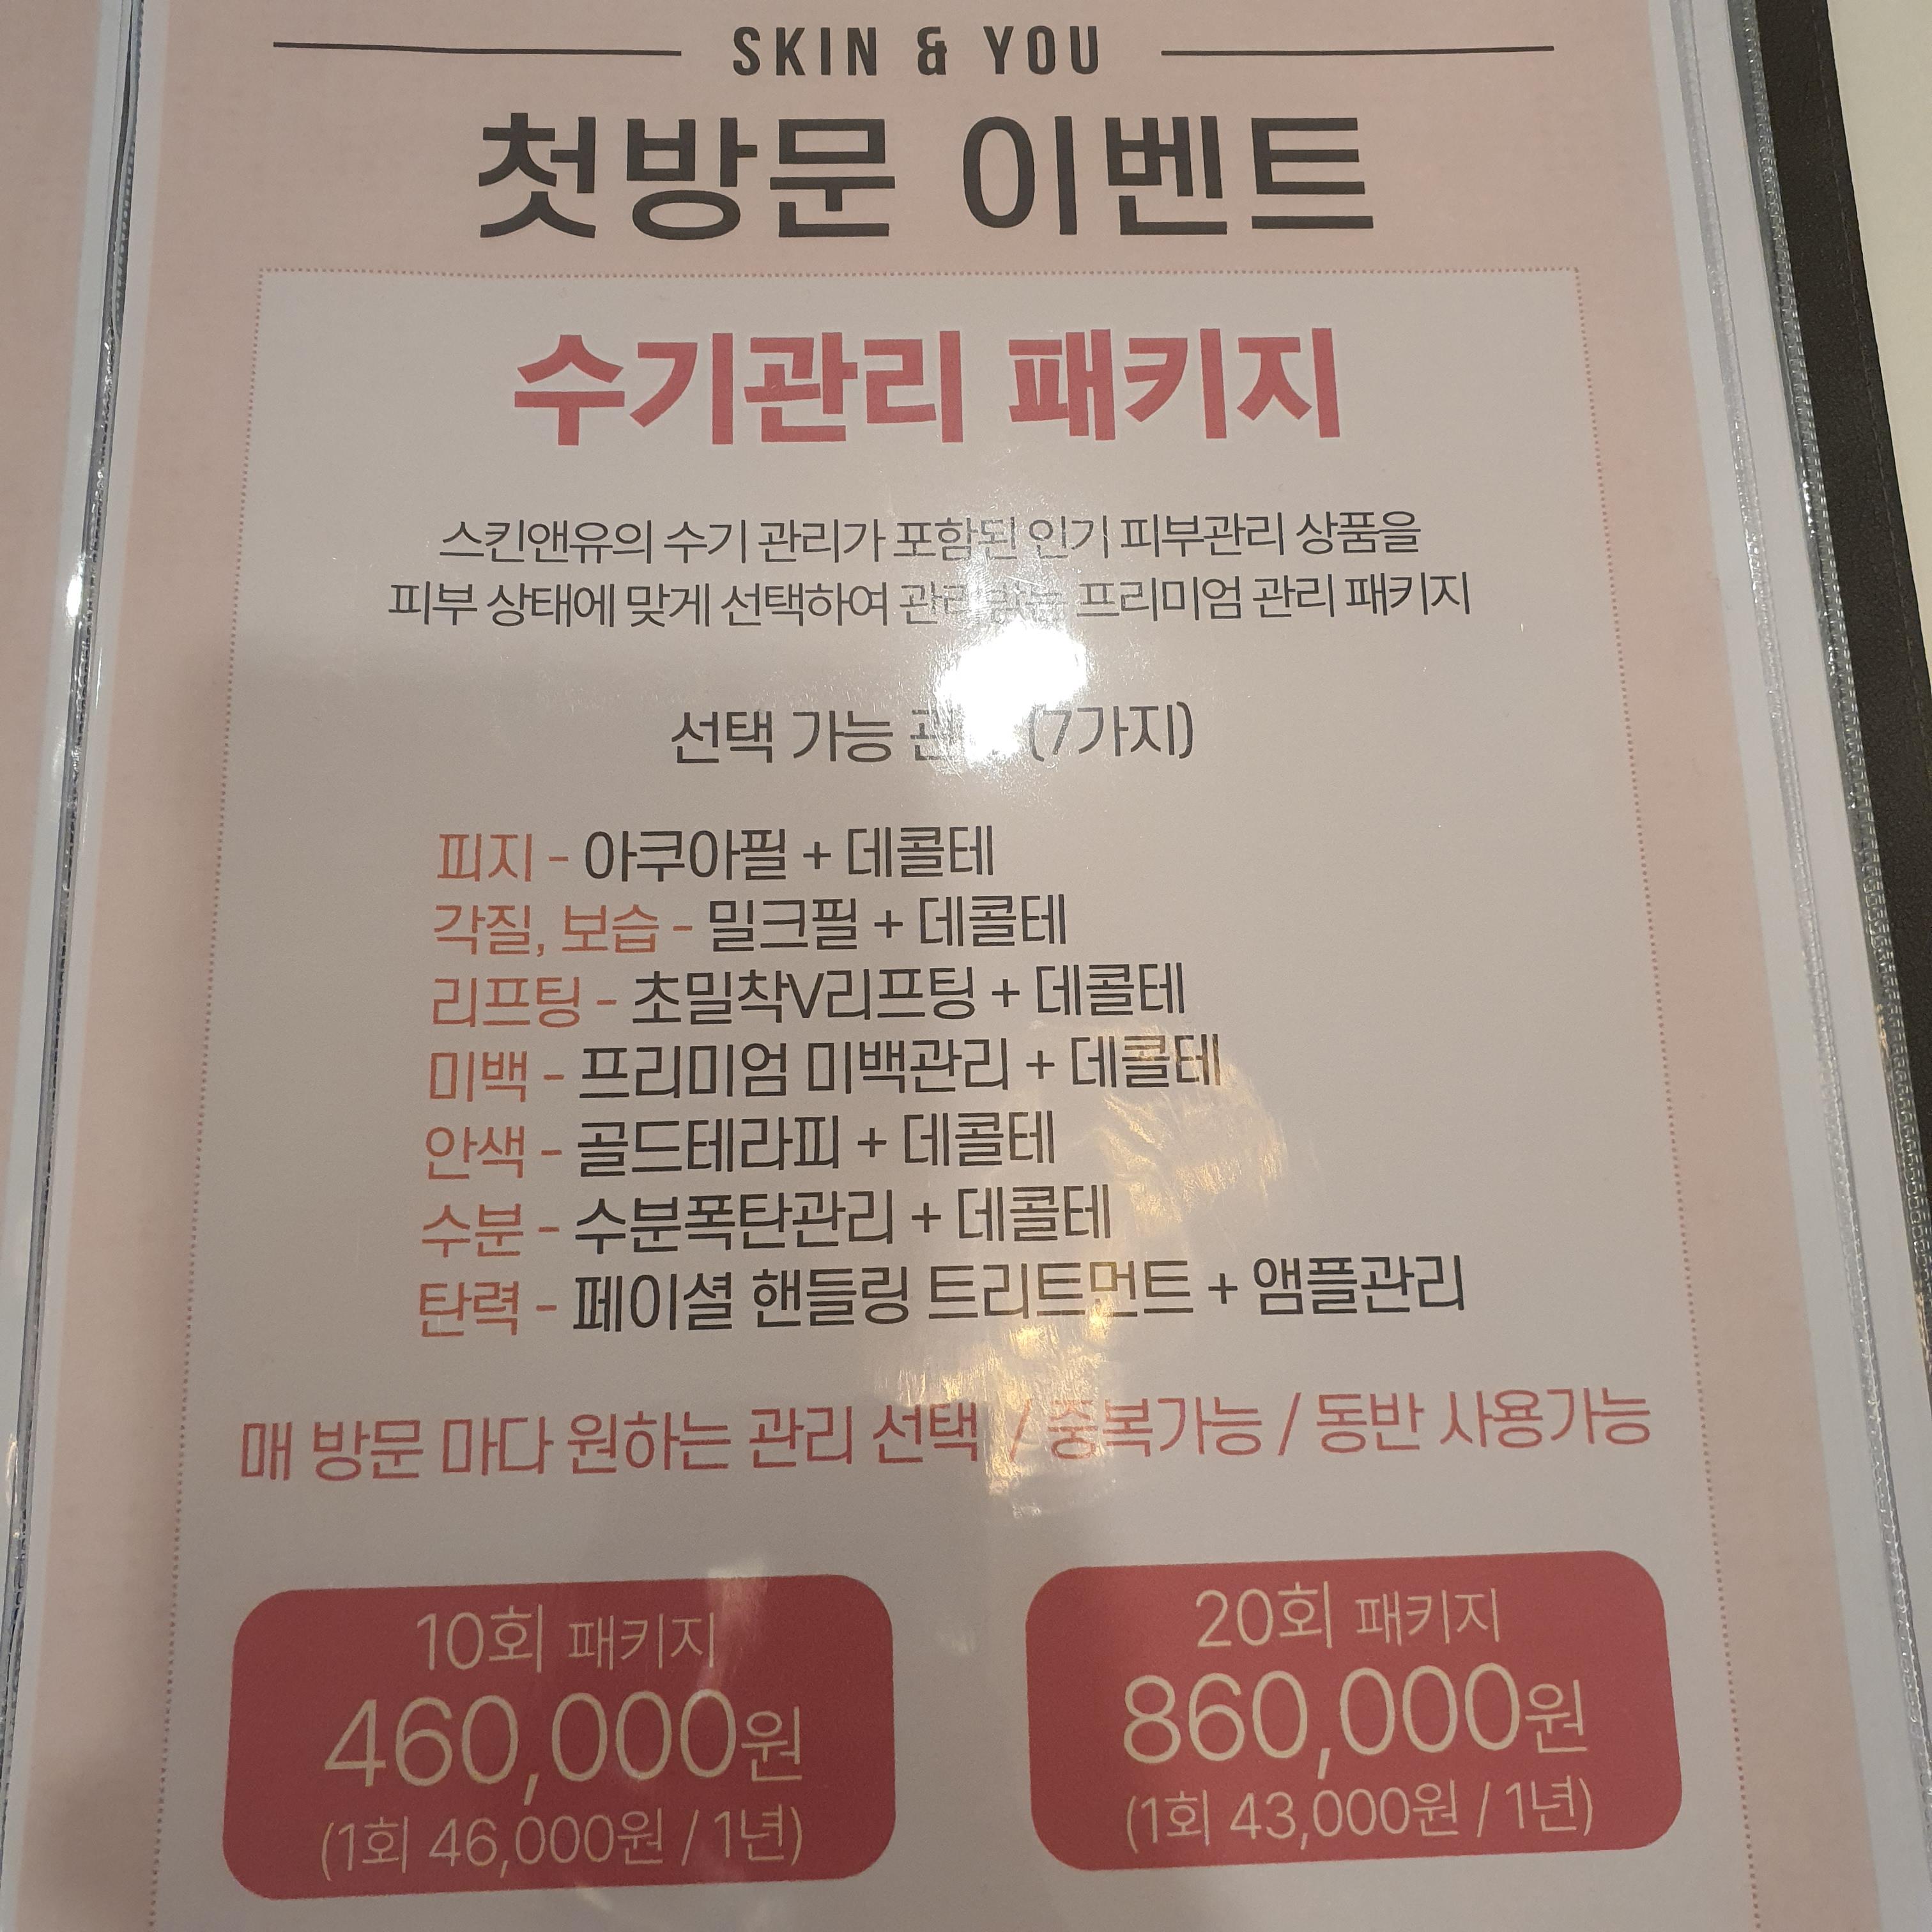 SKIN & YOU
첫방문 이벤트
수기관리 패키지
스킨앤유의 수기 관리가 포함된 인기 피부관리 상품을
피부 상태에 맞게 선택하여 관리 받는 프리미엄 관리 패키지
선택 가능 (7가지)
피지 - 아쿠아필 + 데콜테
각질, 보습 - 밀크필 + 데콜테
리프팅 - 초밀착V리프팅 + 데콜테
미백 - 프리미엄 미백관리 + 데콜테
안색 - 골드테라피 + 데콜테
수분 - 수분폭탄관리 + 데콜테
탄력 - 페이셜 핸들링 트리트먼트 + 앰플관리
매 방문 마다 원하는 관리 선택 / 중복가능 / 동반 사용가능
10회 패키지
460,000원
(1회 46,000원 / 1년)
20회 패키지
860,000원
(1회 43,000원 / 1년)